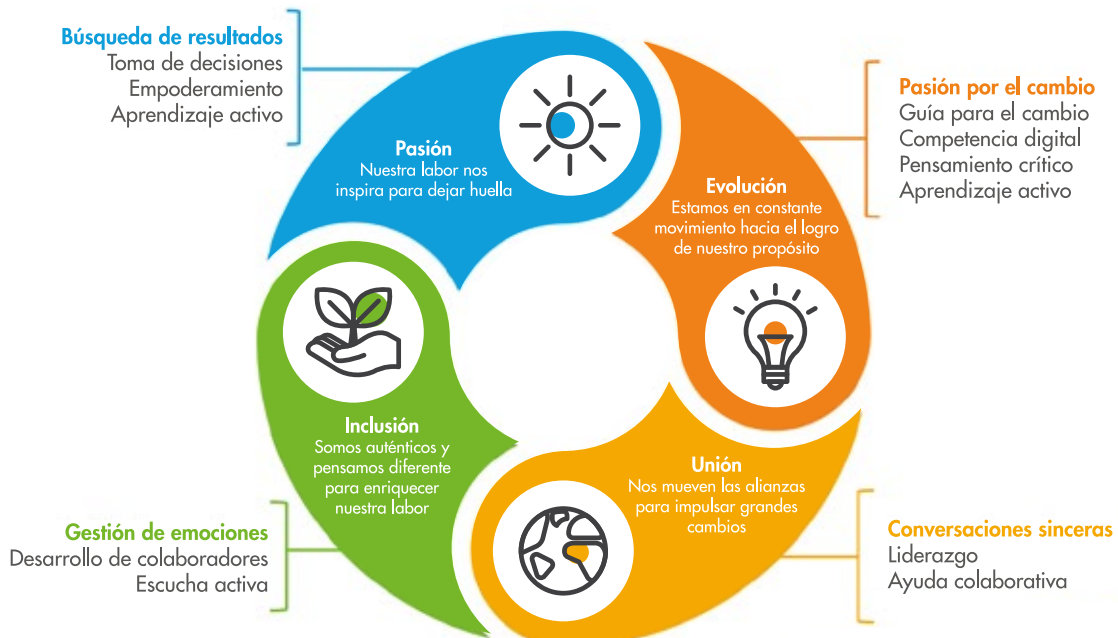 Búsqueda de resultados
Toma de decisiones
Empoderamiento
Aprendizaje activo
Pasión
Nuestra labor nos
inspira para dejar huella
Pasión por el cambio
Guía para el cambio
Competencia digital
Pensamiento crítico
Aprendizaje activo
Evolución
Estamos en constante
movimiento hacia el logro
de nuestro propósito
Inclusión
Somos auténticos y
pensamos diferente
para enriquecer
nuestra labor
Unión
Nos mueven las alianzas
para impulsar grandes
cambios
Gestión de emociones
Desarrollo de colaboradores
Escucha activa
Conversaciones sinceras
Liderazgo
Ayuda colaborativa